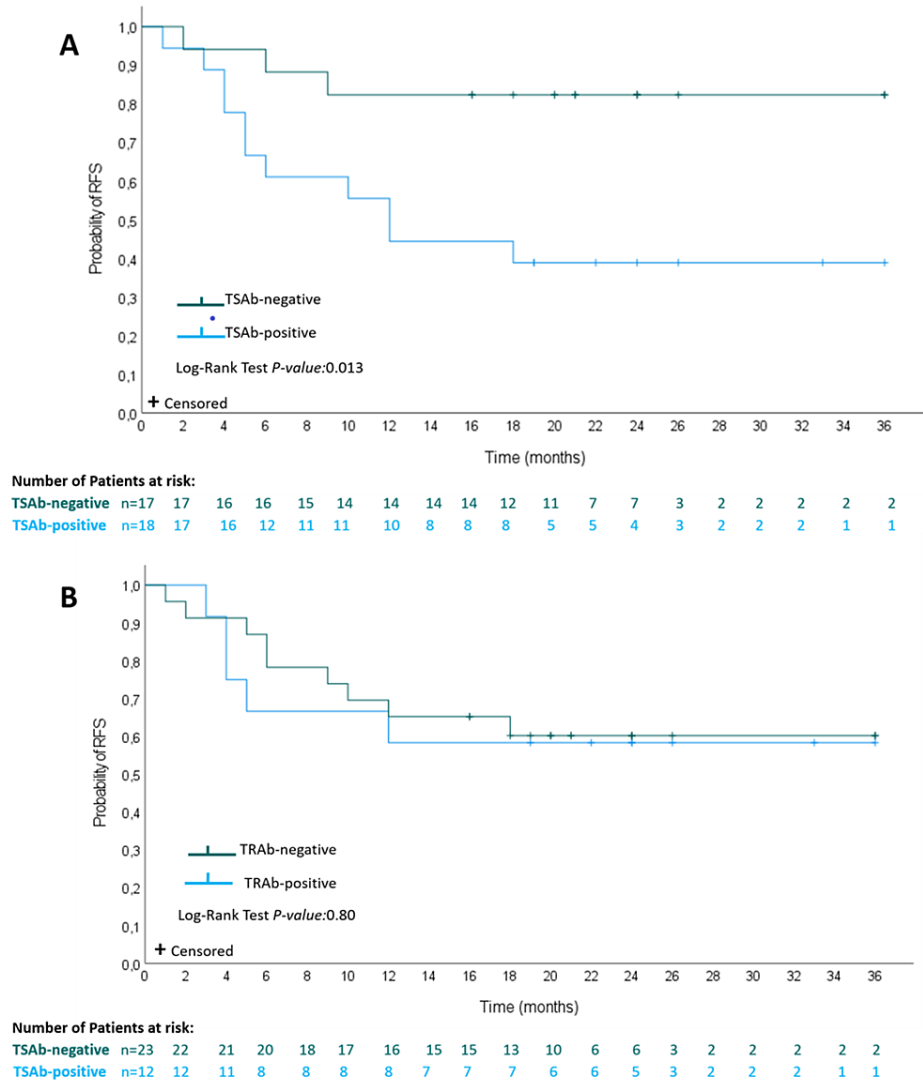 A
1,0
0,9
0,8
0,7
0,6
0,5
0,4
0,3
0,2
0,1
0,0
Probability of RFS
TSAb-negative
TSAb-positive
Log-Rank Test P-value:0.013
+ Censored
0 2 4 6 8 10 12 14 16 18 20 22 24 26 28 30 32 34 36
Time (months)
Number of Patients at risk:
TSAb-negative n=17 17 16 16 15 14 14 14 14 12 11 7 7 3 2 2 2 2 2
TSAb-positive n=18 17 16 12 11 11 10 8 8 8 5 5 4 3 2 2 2 1 1
B
1,0
0,9
0,8
0,7
0,6
0,5
0,4
0,3
0,2
0,1
0,0
Probability of RFS
TRAb-negative
TRAb-positive
Log-Rank Test P-value:0.80
+ Censored
0 2 4 6 8 10 12 14 16 18 20 22 24 26 28 30 32 34 36
Time (months)
Number of Patients at risk:
TSAb-negative n=23 22 21 20 18 17 16 15 15 13 10 6 6 3 2 2 2 2 2
TSAb-positive n=12 12 11 8 8 8 8 7 7 7 6 6 5 3 2 2 2 1 1